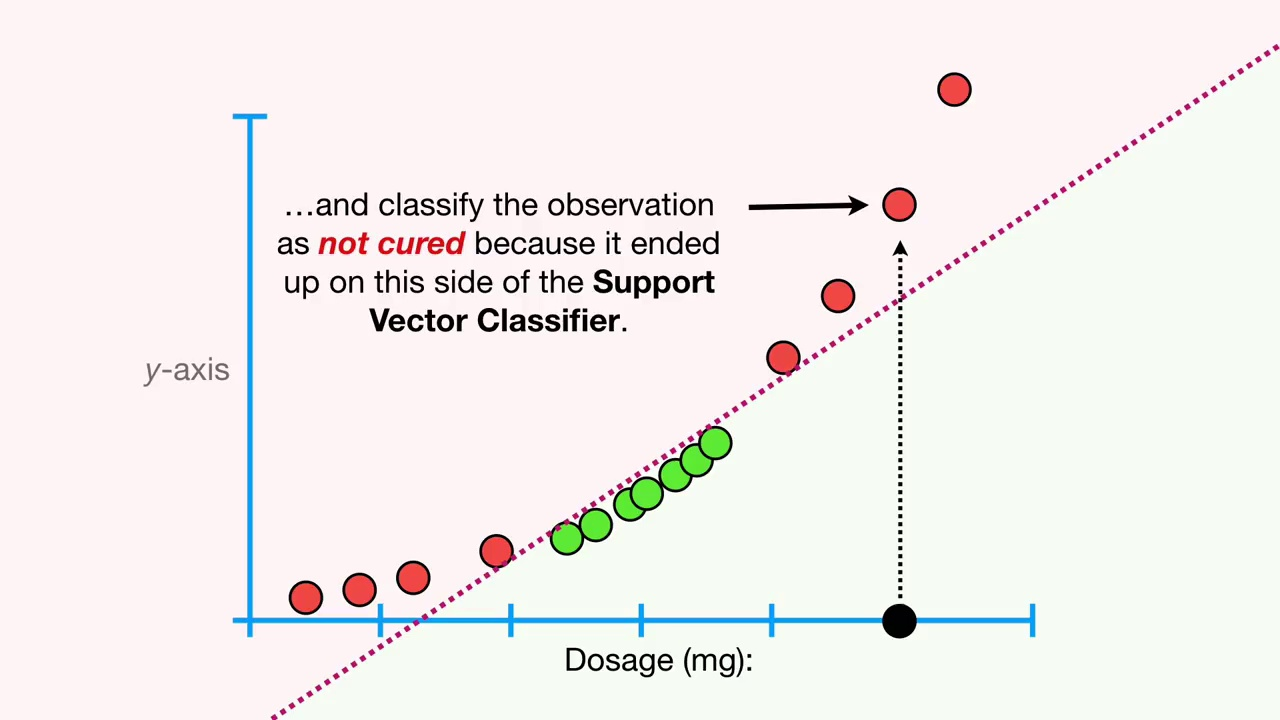 …and classify the observation
as not cured because it ended
up on this side of the Support
Vector Classifier.
y-axis
Dosage (mg):